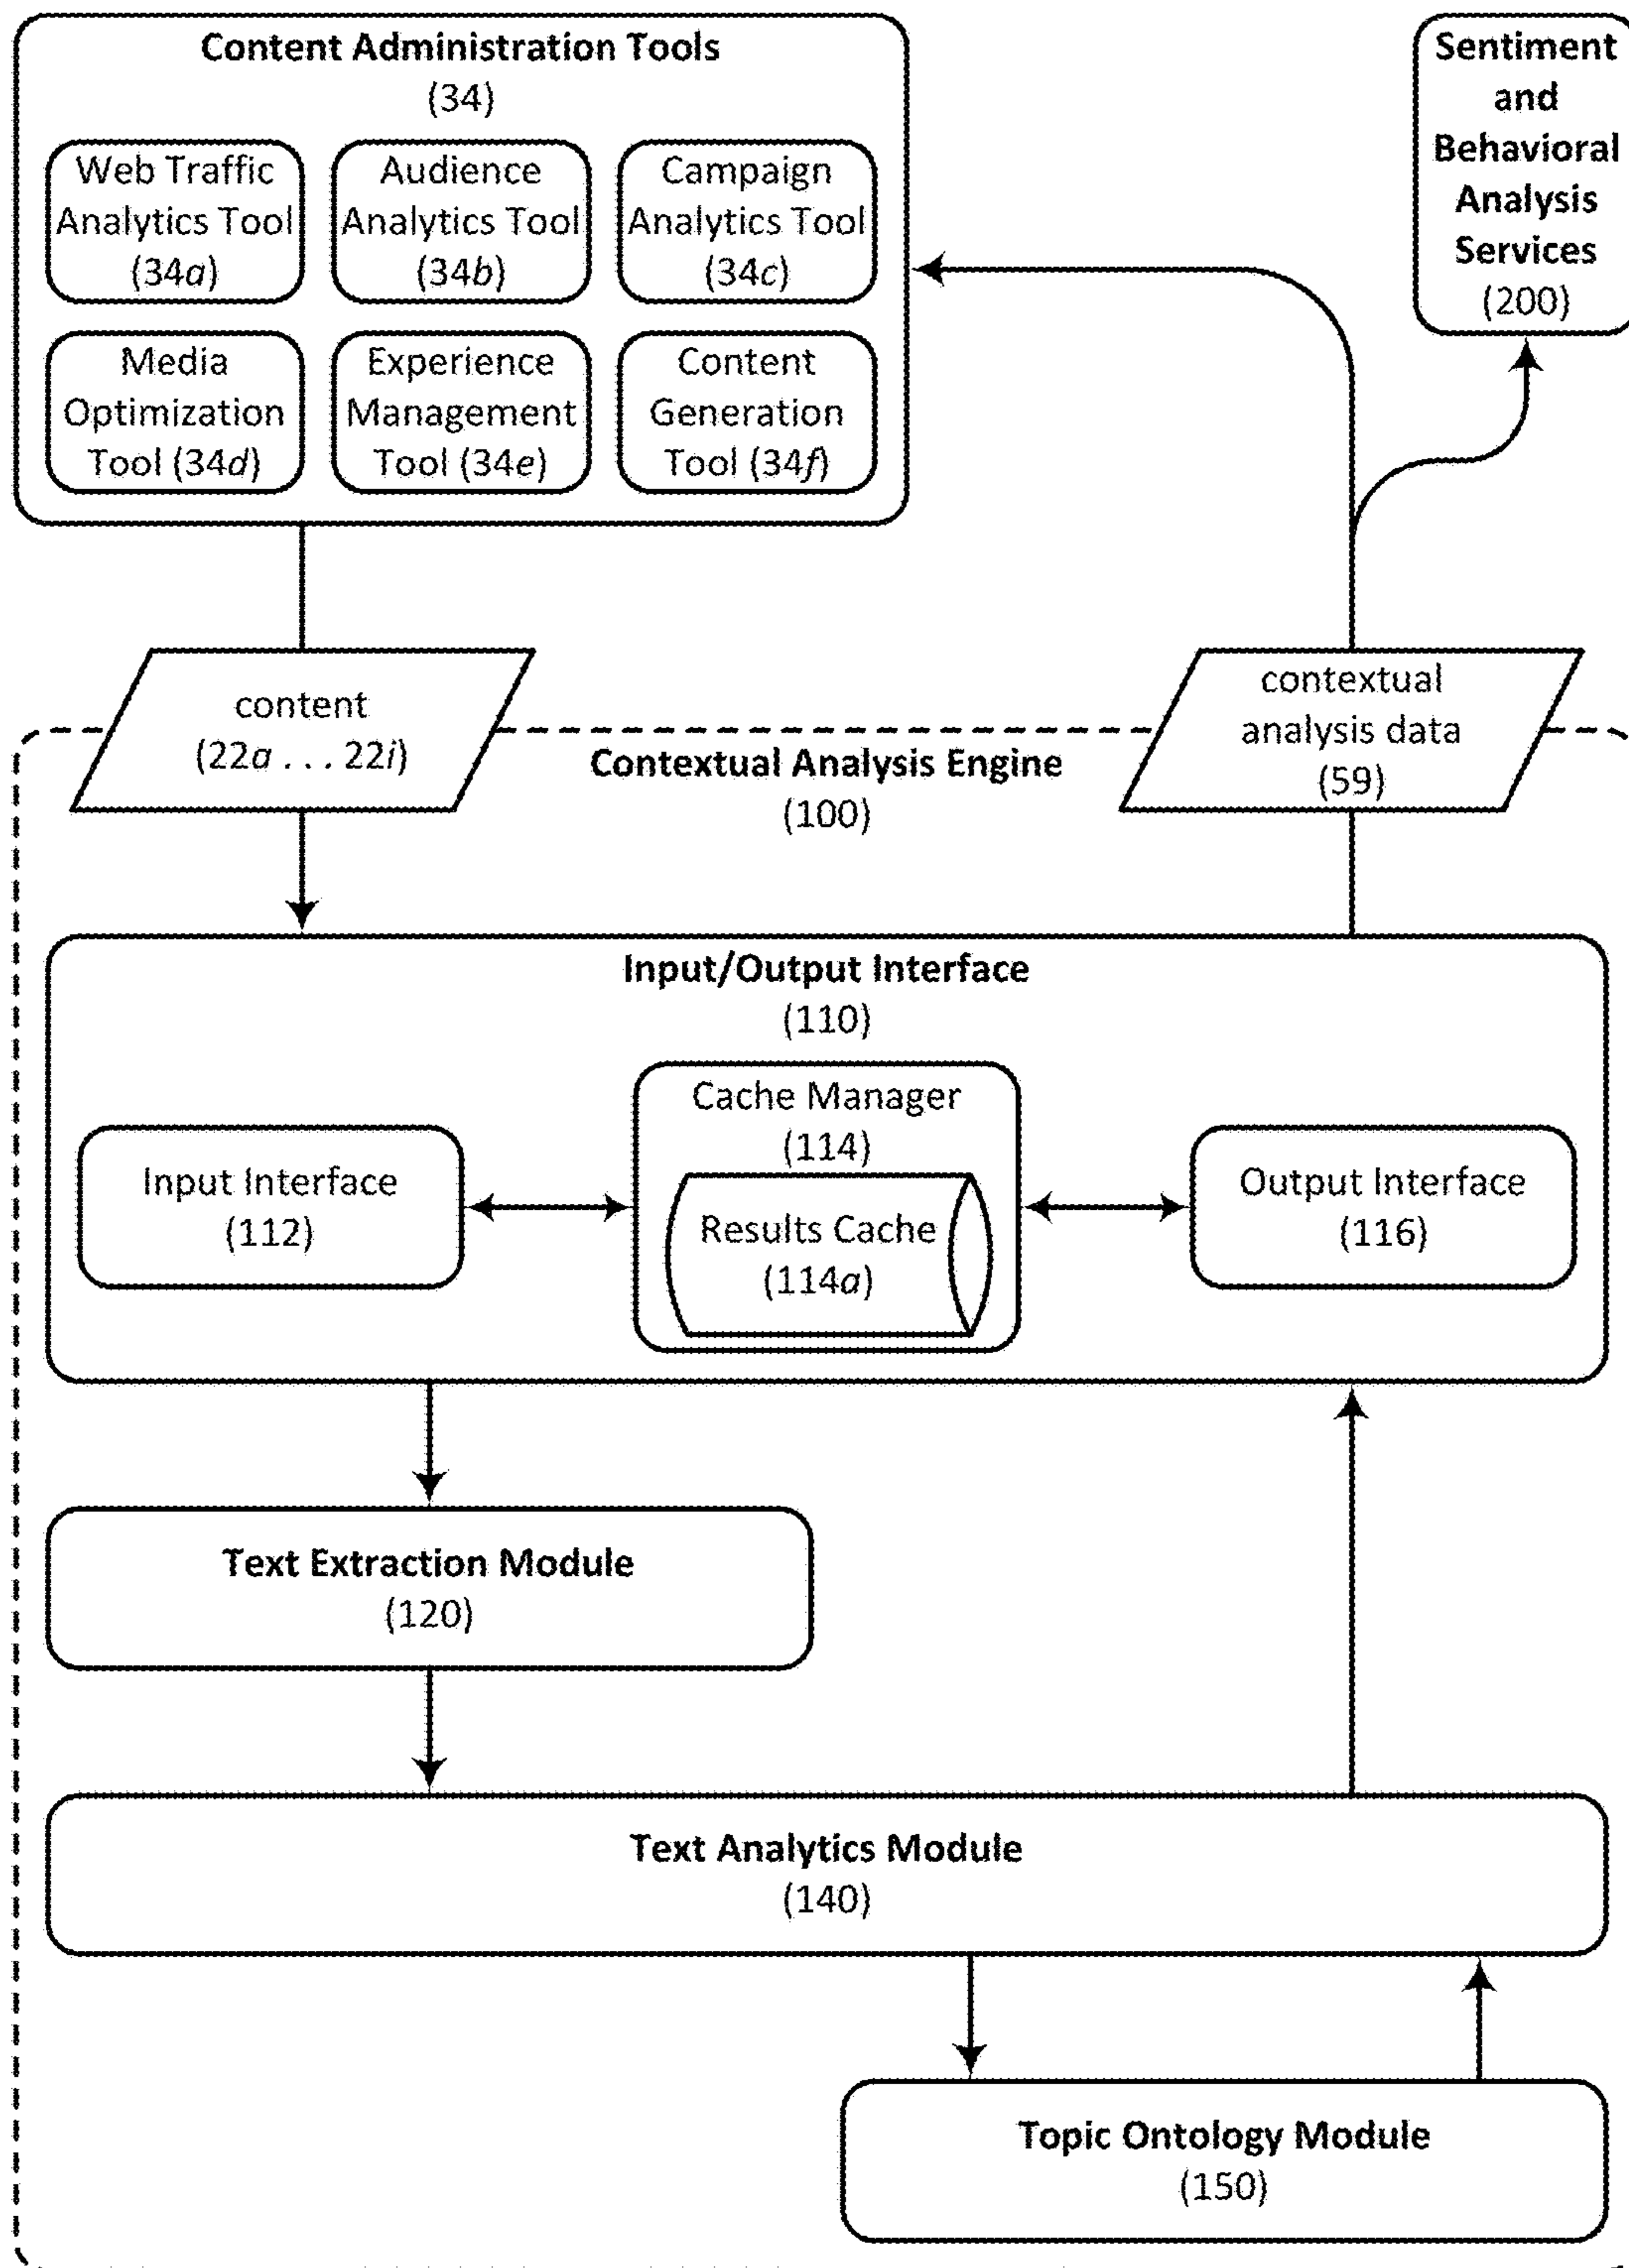 Content Administration Tools
(34)
Web Traffic
Analytics Tool
(34a)
Audience
Analytics Tool
(34b)
Campaign
Analytics Tool
(34c)
Media
Optimization
Tool (34d)
Experience
Management
Tool (34e)
Content
Generation
Tool (34f)
Sentiment
and
Behavioral
Analysis
Services
(200)
content
(22a . . . 22i)
contextual
analysis data
(59)
Contextual Analysis Engine
(100)
Input/Output Interface
(110)
Input Interface
(112)
Cache Manager
(114)
Results Cache
(114a)
Output Interface
(116)
Text Extraction Module
(120)
Text Analytics Module
(140)
Topic Ontology Module
(150)